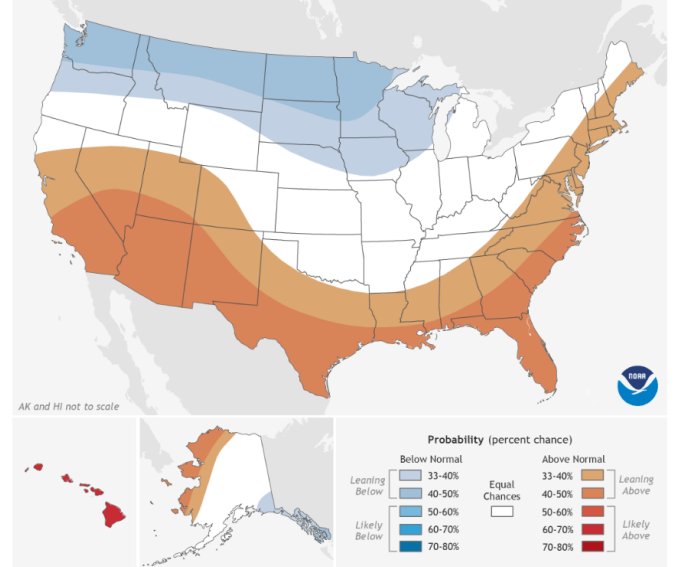 NOAA
AK and HI not to scale
Probability (percent chance)
Below Normal
Above Normal
Leaning
Below
33-40%
40-50%
Likely
Below
50-60%
60-70%
70-80%
Equal
Chances
33-40%
40-50%
Leaning
Above
50-60%
60-70%
70-80%
Likely
Above